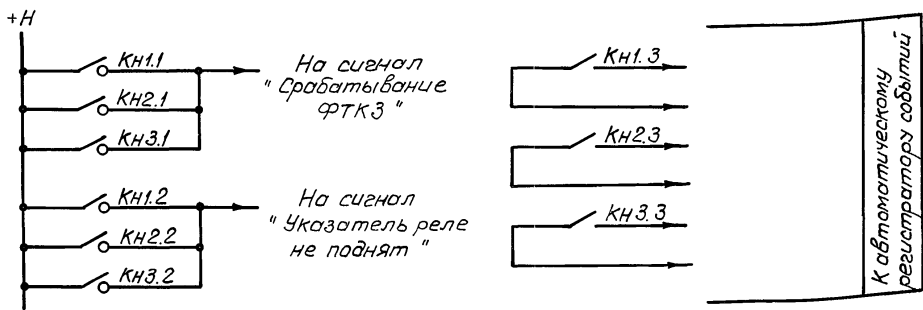 +Н
Кн1.1
Кн2.1
Кн3.1
На сигнал
"Срабатывание
ФТКЗ"
Кн1.2
Кн2.2
Кн3.2
На сигнал
"Указатель реле
не поднят"
Кн1.3
Кн2.3
Кн3.3
К автоматическому
регистратору событий